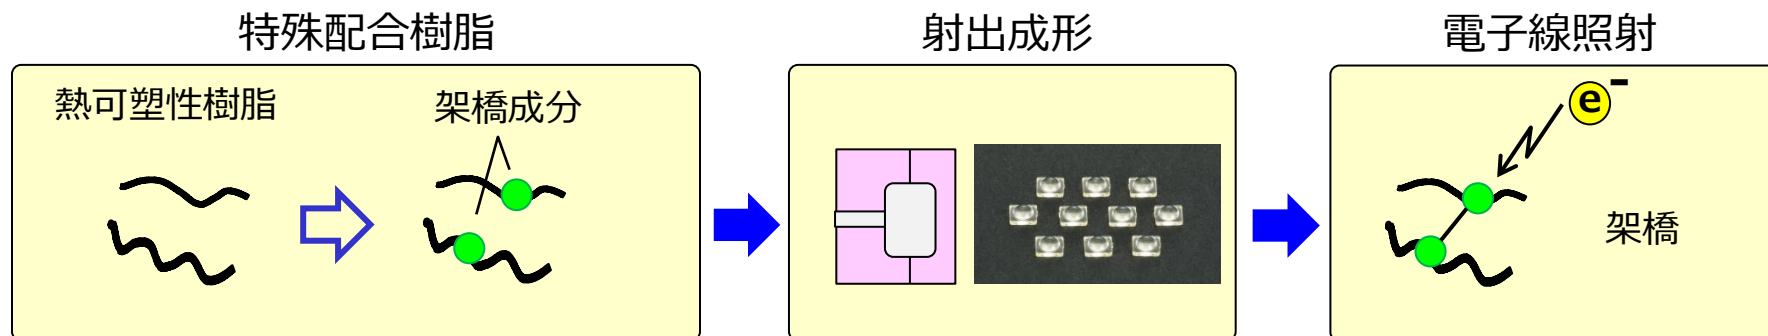 特殊配合樹脂
射出成形
電子線照射
熱可塑性樹脂
架橋成分
e-
架橋